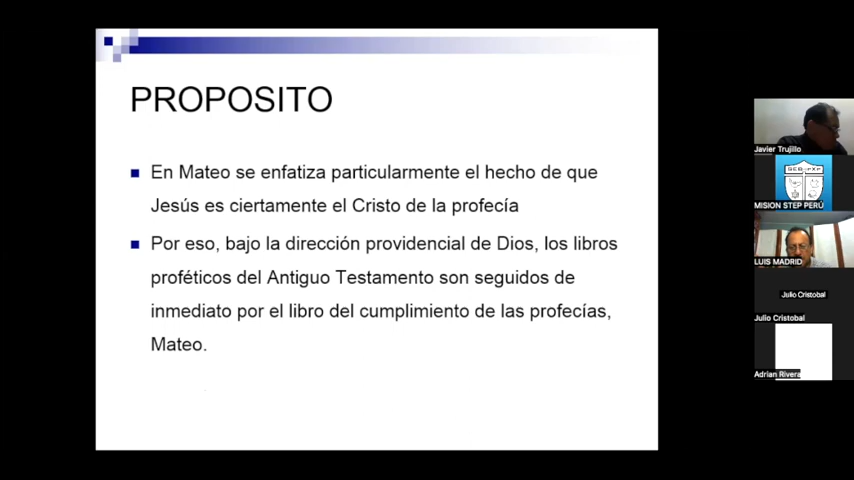 PROPOSITO
En Mateo se enfatiza particularmente el hecho de que
Jesús es ciertamente el Cristo de la profecía
Por eso, bajo la dirección providencial de Dios, los libros
proféticos del Antiguo Testamento son seguidos de
inmediato por el libro del cumplimiento de las profecías,
Mateo.
Javier Trujillo
MISION STEP PERÚ
LUIS MADRID
Julio Cristobal
Julio Cristobal
Adrian Rivera